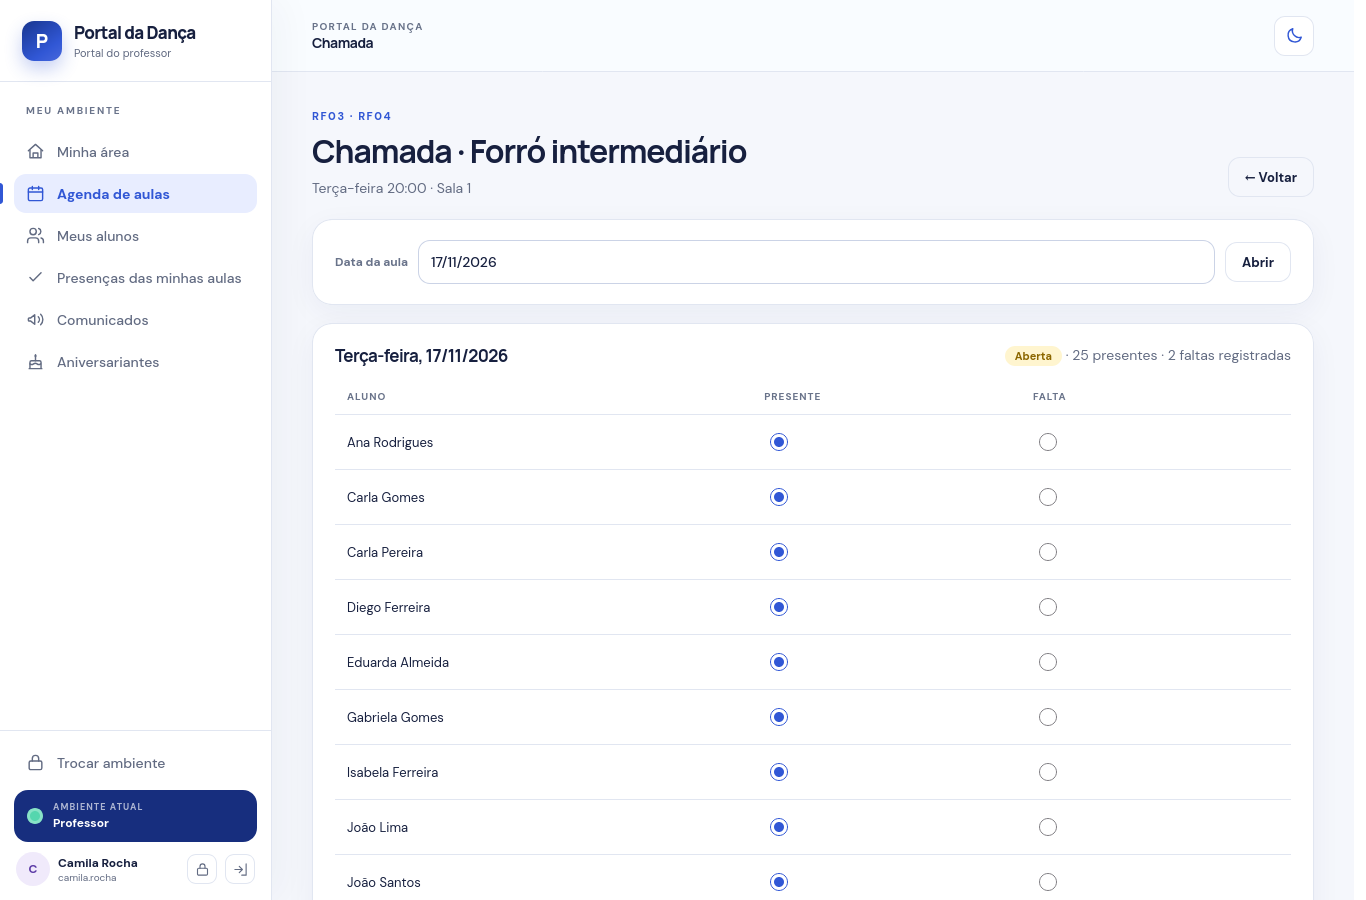 P
Portal da Dança
Portal do professor
MEU AMBIENTE
Minha área
Agenda de aulas
Meus alunos
Presenças das minhas aulas
Comunicados
Aniversariantes
Trocar ambiente
AMBIENTE ATUAL
Professor
C
Camila Rocha
camila.rocha
PORTAL DA DANÇA
Chamada
RF03 · RF04
Chamada · Forró intermediário
Terça-feira 20:00 · Sala 1
← Voltar
Data da aula
17/11/2026
Abrir
Terça-feira, 17/11/2026
Aberta · 25 presentes · 2 faltas registradas
ALUNO PRESENTE FALTA
Ana Rodrigues
Carla Gomes
Carla Pereira
Diego Ferreira
Eduarda Almeida
Gabriela Gomes
Isabela Ferreira
João Lima
João Santos